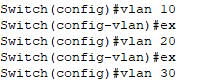 Switch(config)#vlan 10
Switch(config-vlan)#ex
Switch(config)#vlan 20
Switch(config-vlan)#ex
Switch(config)#vlan 30